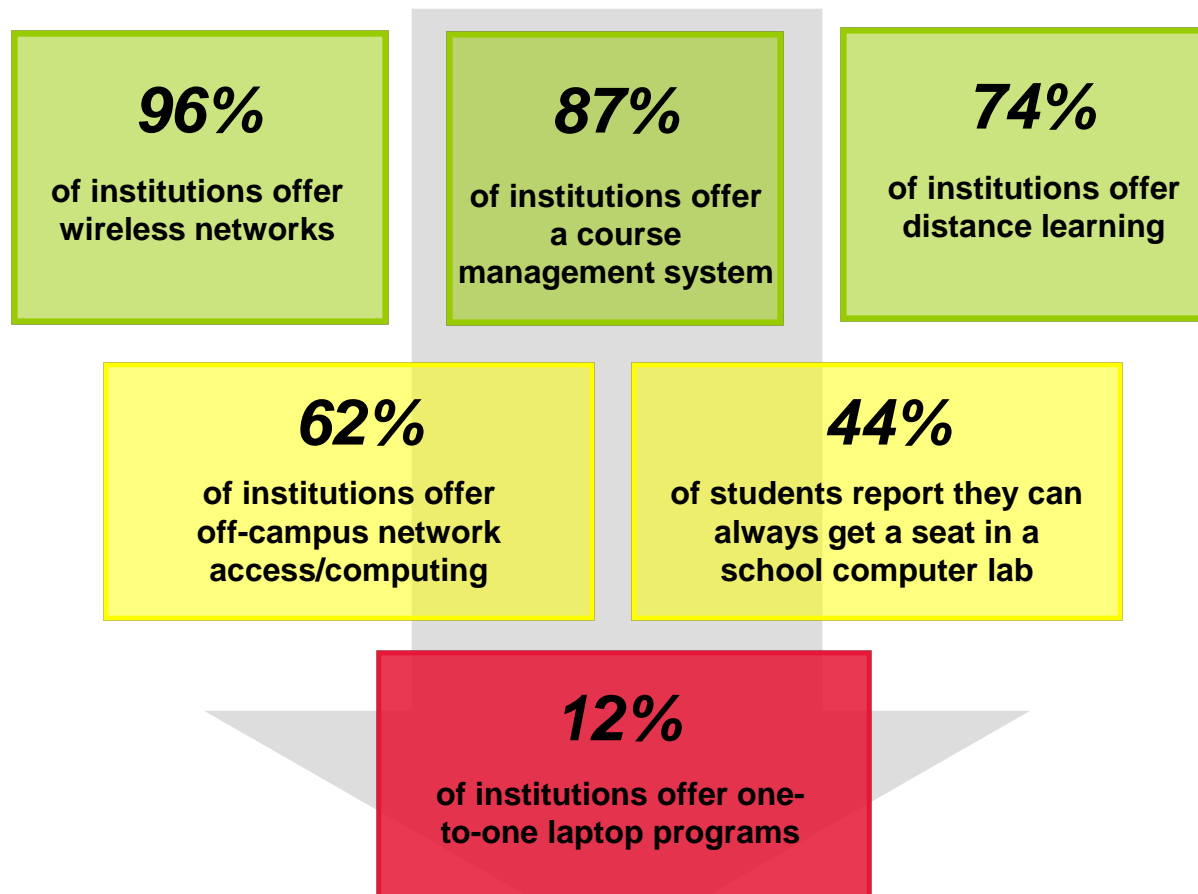 96%
of institutions offer
wireless networks
87%
of institutions offer
a course
management system
74%
of institutions offer
distance learning
62%
of institutions offer
off-campus network
access/computing
44%
of students report they can
always get a seat in a
school computer lab
12%
of institutions offer one-
to-one laptop programs